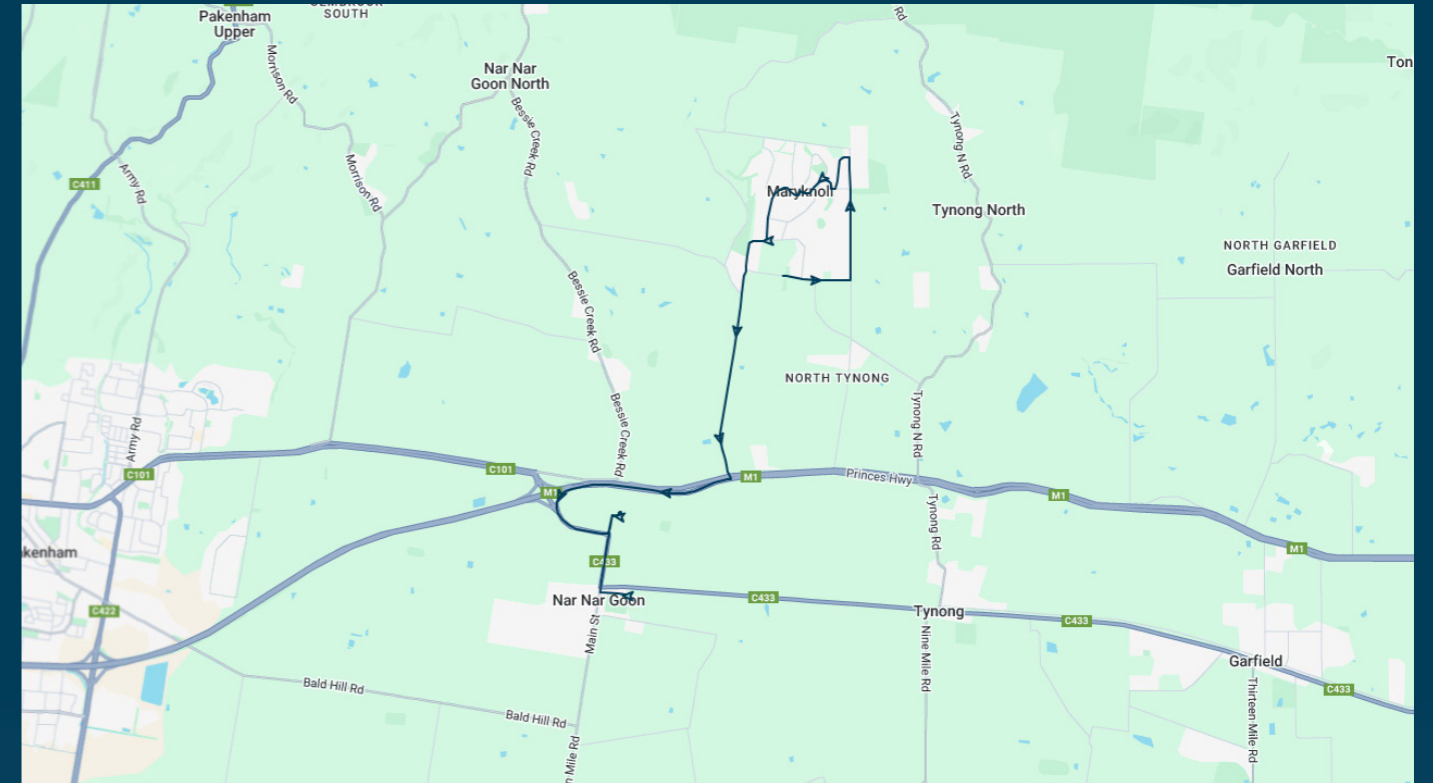 GEMBROOK
SOUTH
Pakenham
Upper
Rd
Morrison Rd
Nar Nar
Goon North
Ton
Bessie Creek Rd
Tynong N Rd
Army Rd
C411
Morrison Rd
Maryknoll
Tynong North
NORTH GARFIELD
Garfield North
Bessie Creek Rd
NORTH TYNONG
Bessie Creek Rd
Tynong N Rd
Army Rd
C101
C101
M1
M1
Princes Hwy
M1
Tynong Rd
M1
kenham
C433
C422
Nar Nar Goon
C433
Tynong
C433
Main St
Nine Mile Rd
Garfield
Bald Hill Rd
C433
Thirteen Mile Rd
Bald Hill Rd
n Mile Rd